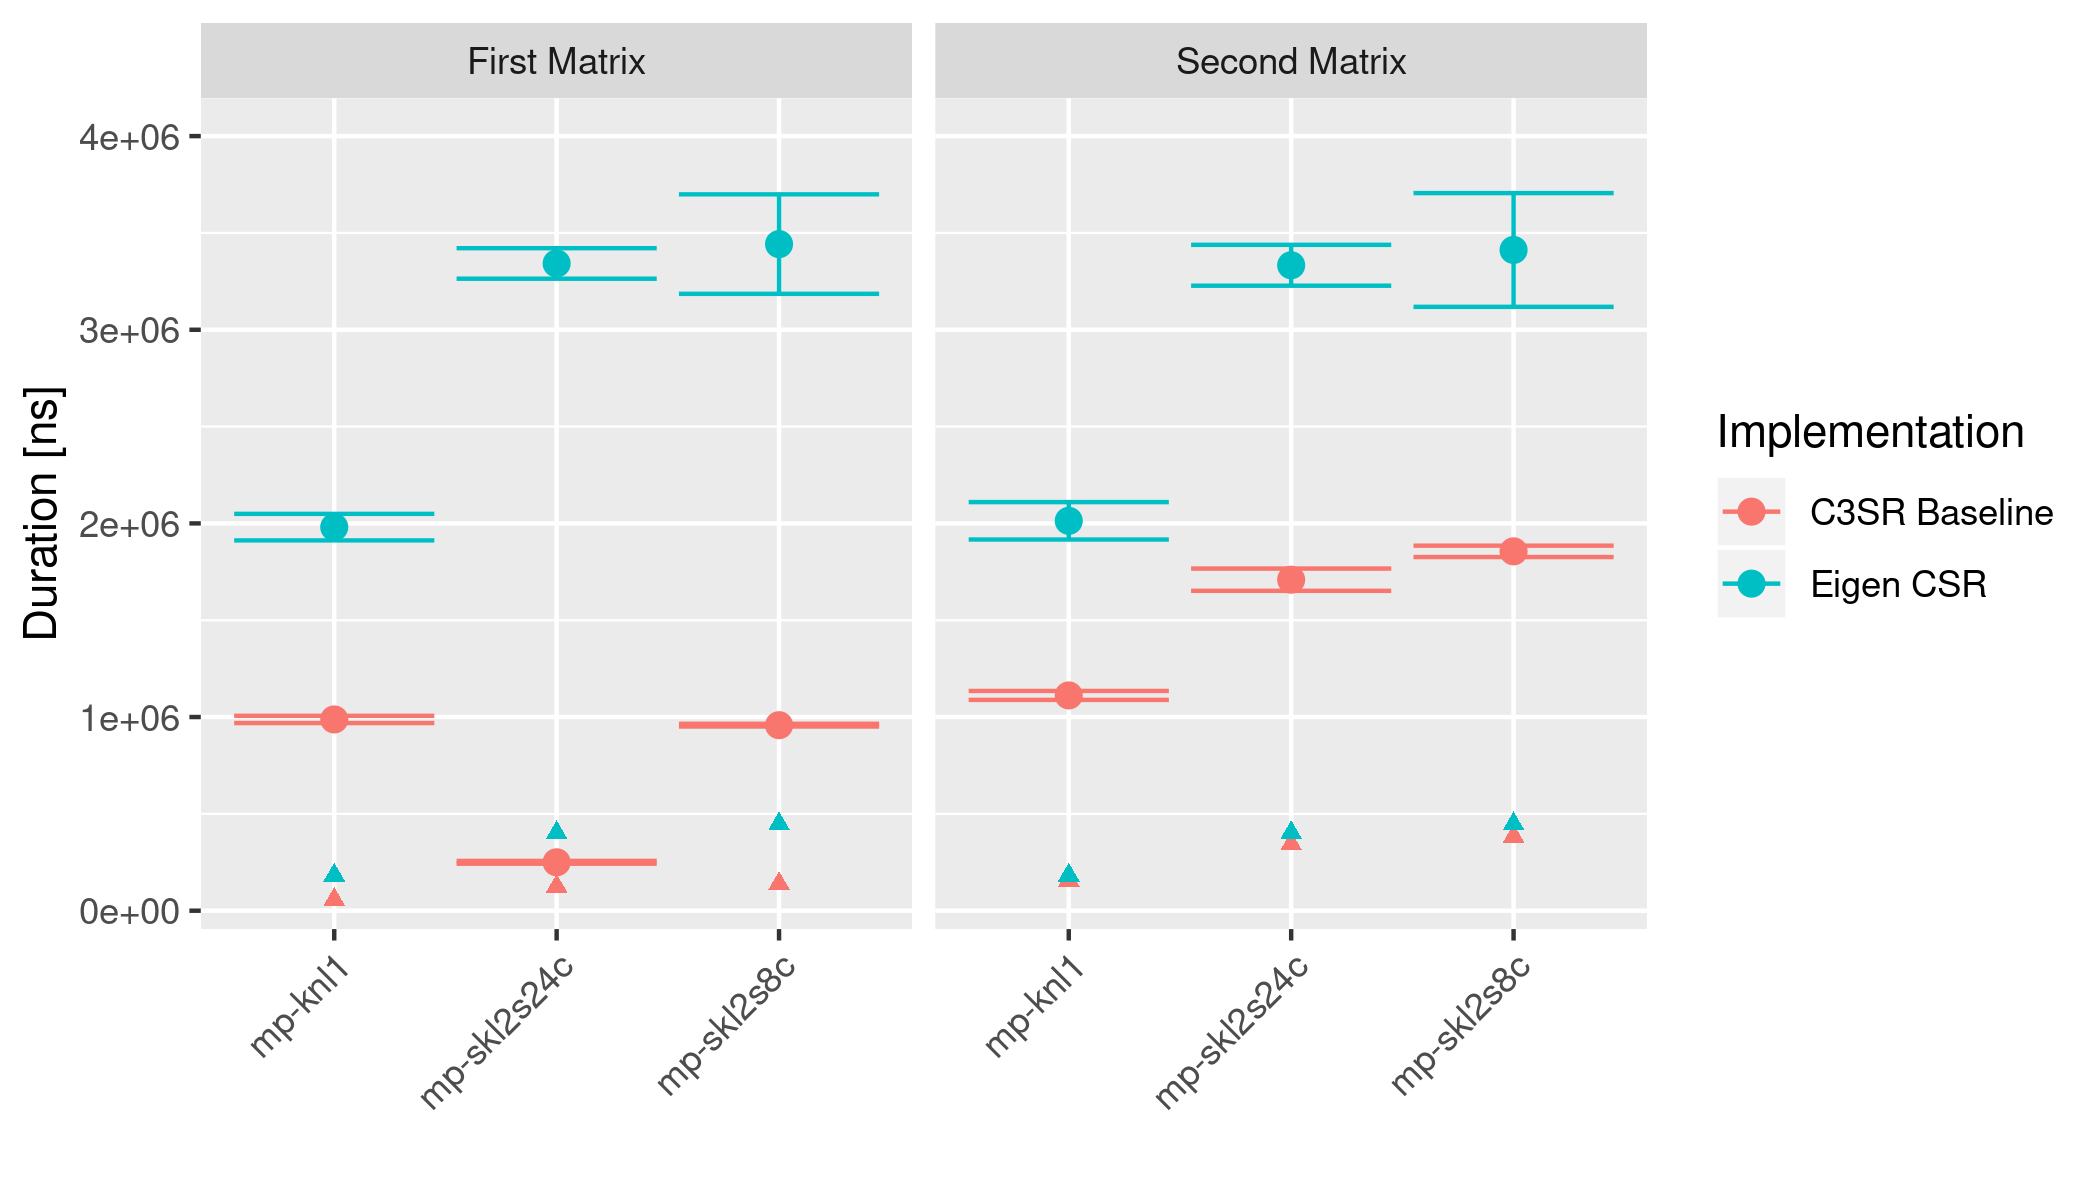 First Matrix
Second Matrix
Duration [ns]
4e+06
3e+06
2e+06
1e+06
0e+00
mp-knl1
mp-skl2s24c
mp-skl2s8c
mp-knl1
mp-skl2s24c
mp-skl2s8c
Implementation
C3SR Baseline
Eigen CSR